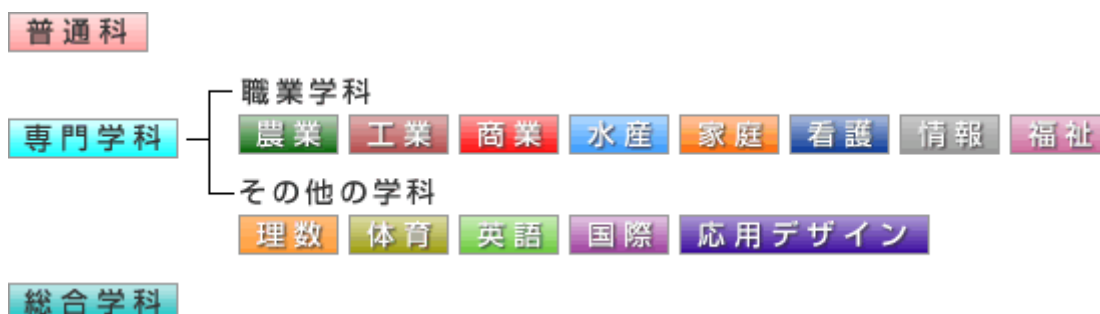 普通科
職業学科
専門学科
農業 工業 商業 水産 家庭 看護 情報 福祉
その他の学科
理数 体育 英語 国際 応用デザイン
総合学科